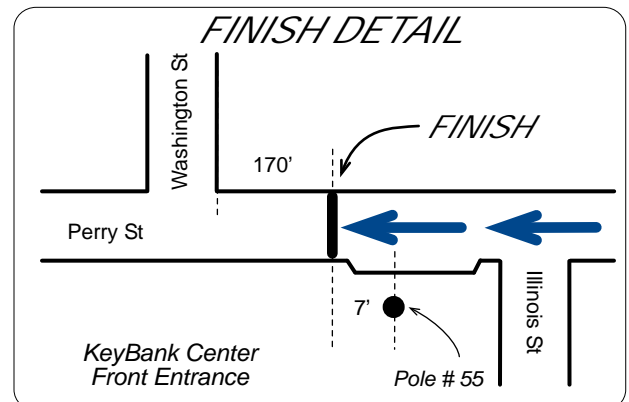 FINISH DETAIL
Washington St
FINISH
170'
Perry St
Illinois St
7'
KeyBank Center
Front Entrance
Pole # 55